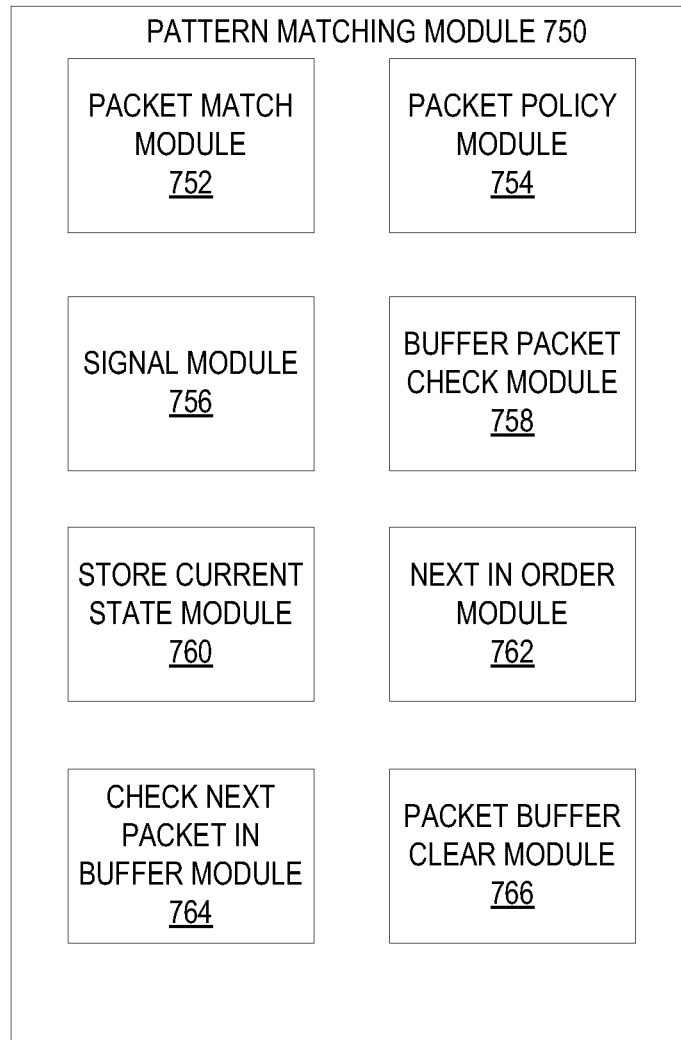 PATTERN MATCHING MODULE 750
PACKET MATCH
MODULE
752
PACKET POLICY
MODULE
754
SIGNAL MODULE
756
BUFFER PACKET
CHECK MODULE
758
STORE CURRENT
STATE MODULE
760
NEXT IN ORDER
MODULE
762
CHECK NEXT
PACKET IN
BUFFER MODULE
764
PACKET BUFFER
CLEAR MODULE
766